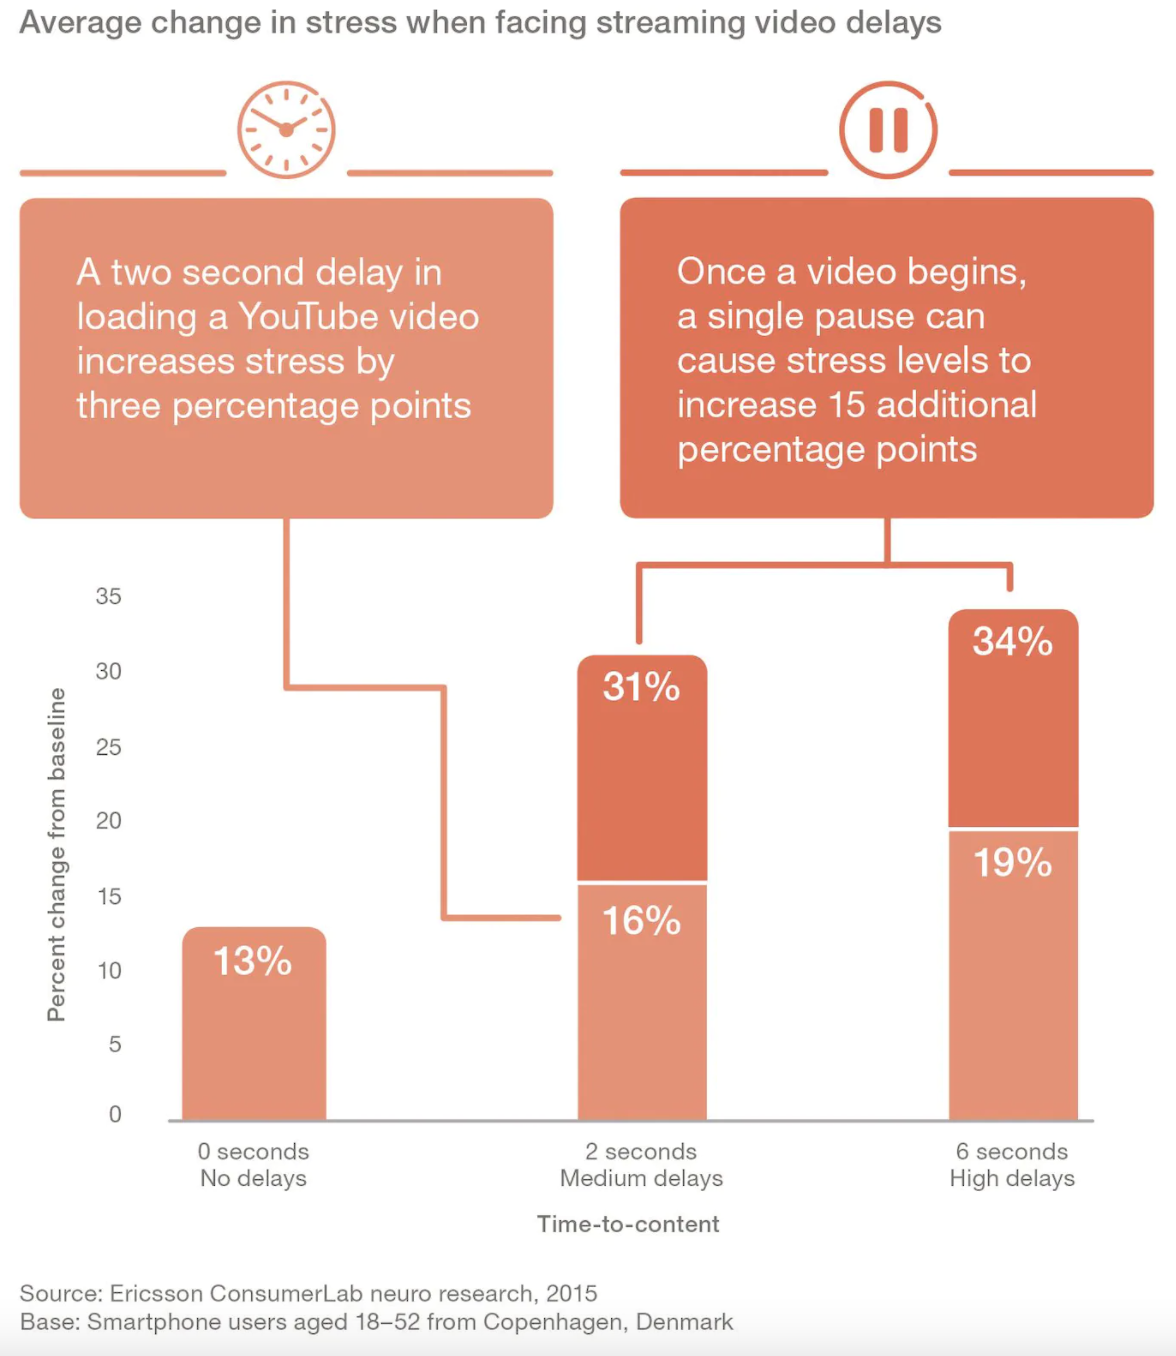 Average change in stress when facing streaming video delays
A two second delay in
loading a YouTube video
increases stress by
three percentage points
Once a video begins,
a single pause can
cause stress levels to
increase 15 additional
percentage points
Percent change from baseline
35
30
25
20
15
10
5
0
13%
31%
16%
34%
19%
0 seconds
No delays
2 seconds
Medium delays
6 seconds
High delays
Time-to-content
Source: Ericsson ConsumerLab neuro research, 2015
Base: Smartphone users aged 18–52 from Copenhagen, Denmark